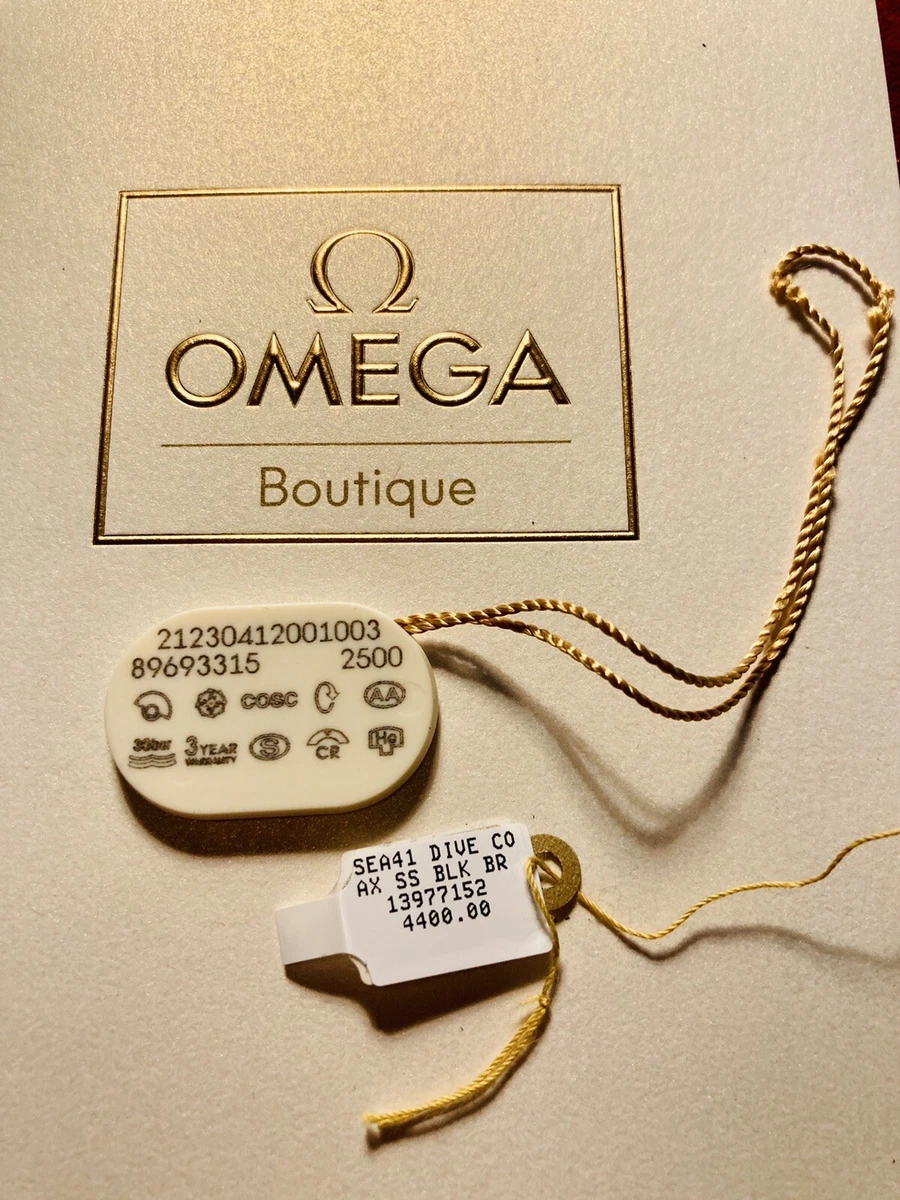 Ω
OMEGA
Boutique
21230412001003
89693315 2500
COSC AA
30bar 3 YEAR WARRANTY S CR He
SEA41 DIVE CO
AX SS BLK BR
13977152
4400.00